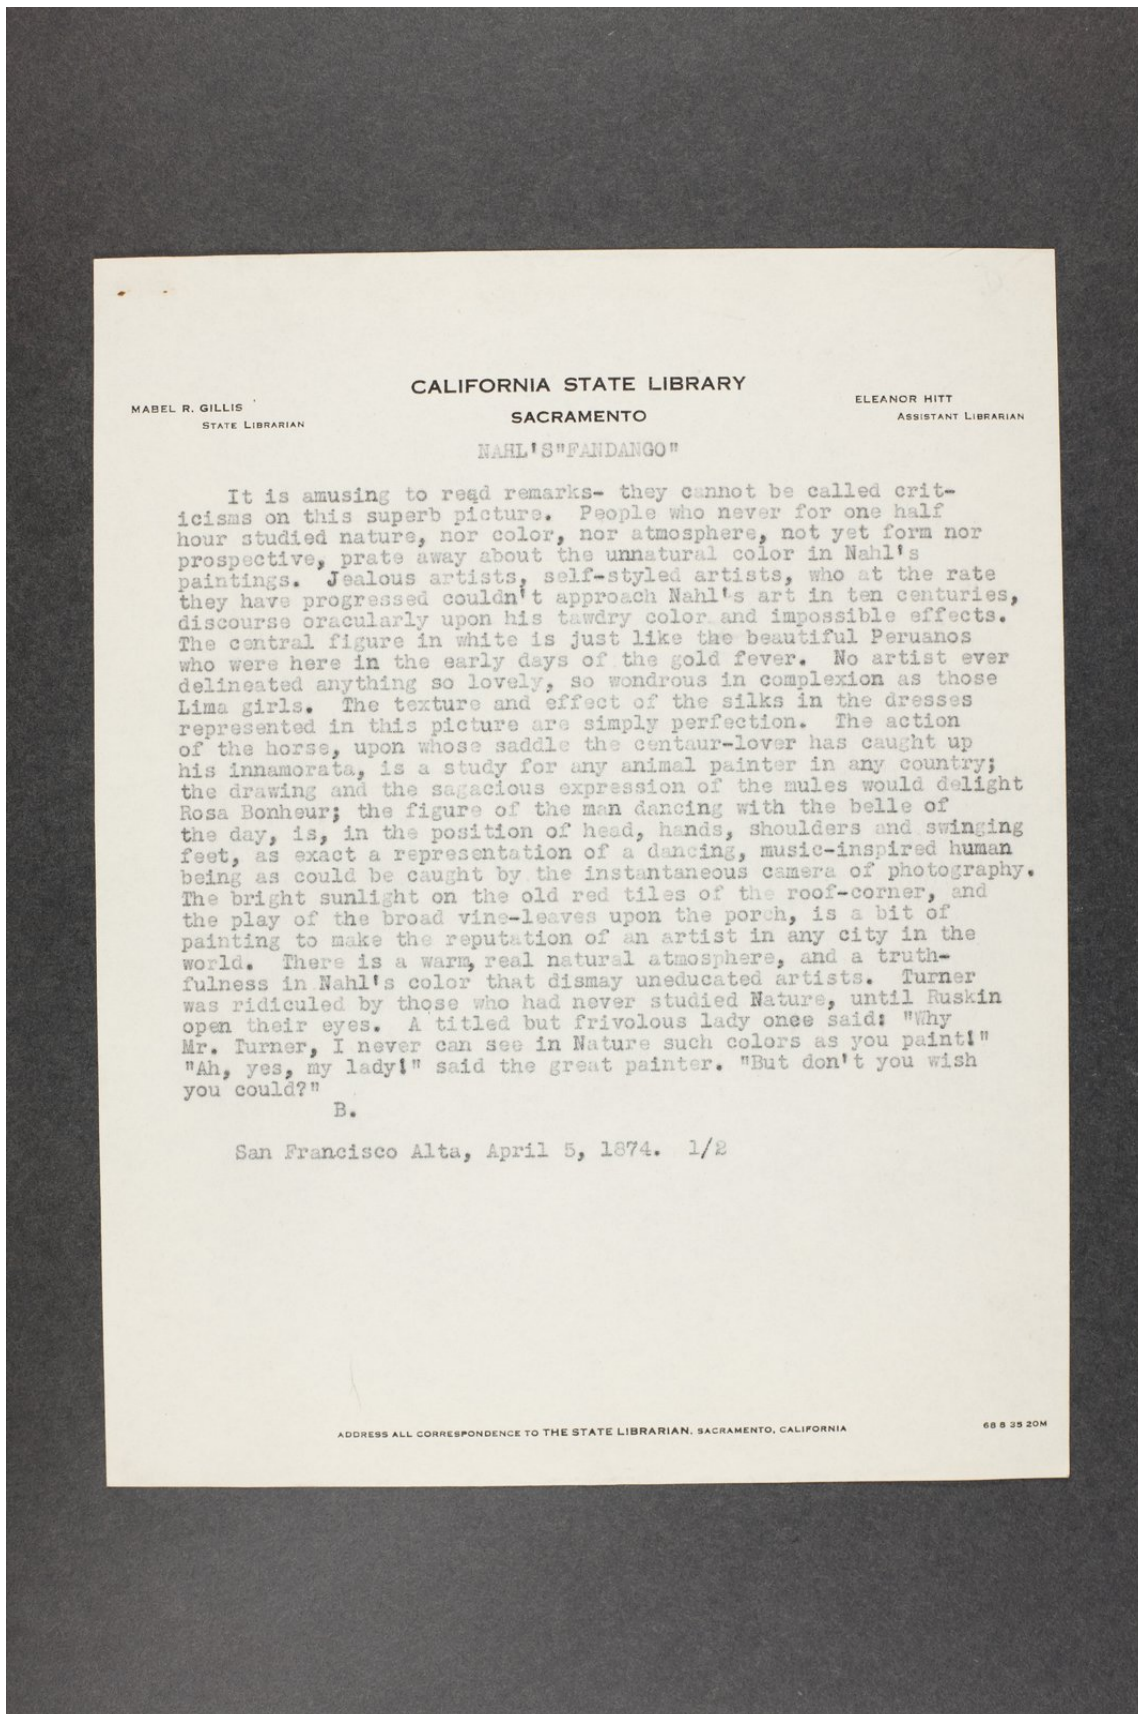 CALIFORNIA STATE LIBRARY
SACRAMENTO
MABEL R. GILLIS
STATE LIBRARIAN
ELEANOR HITT
ASSISTANT LIBRARIAN
NAHL'S"FANDANGO"
It is amusing to read remarks- they cannot be called crit-
icisms on this superb picture. People who never for one half
hour studied nature, nor color, nor atmosphere, not yet form nor
prospective, prate away about the unnatural color in Nahl's
paintings. Jealous artists, self-styled artists, who at the rate
they have progressed couldn't approach Nahl's art in ten centuries,
discourse oracularly upon his tawdry color and impossible effects.
The central figure in white is just like the beautiful Peruanos
who were here in the early days of the gold fever. No artist ever
delineated anything so lovely, so wondrous in complexion as those
Lima girls. The texture and effect of the silks in the dresses
represented in this picture are simply perfection. The action
of the horse, upon whose saddle the centaur-lover has caught up
his innamorata, is a study for any animal painter in any country;
the drawing and the sagacious expression of the mules would delight
Rosa Bonheur; the figure of the man dancing with the belle of
the day, is, in the position of head, hands, shoulders and swinging
feet, as exact a representation of a dancing, music-inspired human
being as could be caught by the instantaneous camera of photography.
The bright sunlight on the old red tiles of the roof-corner, and
the play of the broad vine-leaves upon the porch, is a bit of
painting to make the reputation of an artist in any city in the
world. There is a warm, real natural atmosphere, and a truth-
fulness in Nahl's color that dismay uneducated artists. Turner
was ridiculed by those who had never studied Nature, until Ruskin
open their eyes. A titled but frivolous lady once said: "Why
Mr. Turner, I never can see in Nature such colors as you paint!"
"Ah, yes, my lady!" said the great painter. "But don't you wish
you could?"
B.
San Francisco Alta, April 5, 1874. 1/2
ADDRESS ALL CORRESPONDENCE TO THE STATE LIBRARIAN, SACRAMENTO, CALIFORNIA
68 8 35 20M